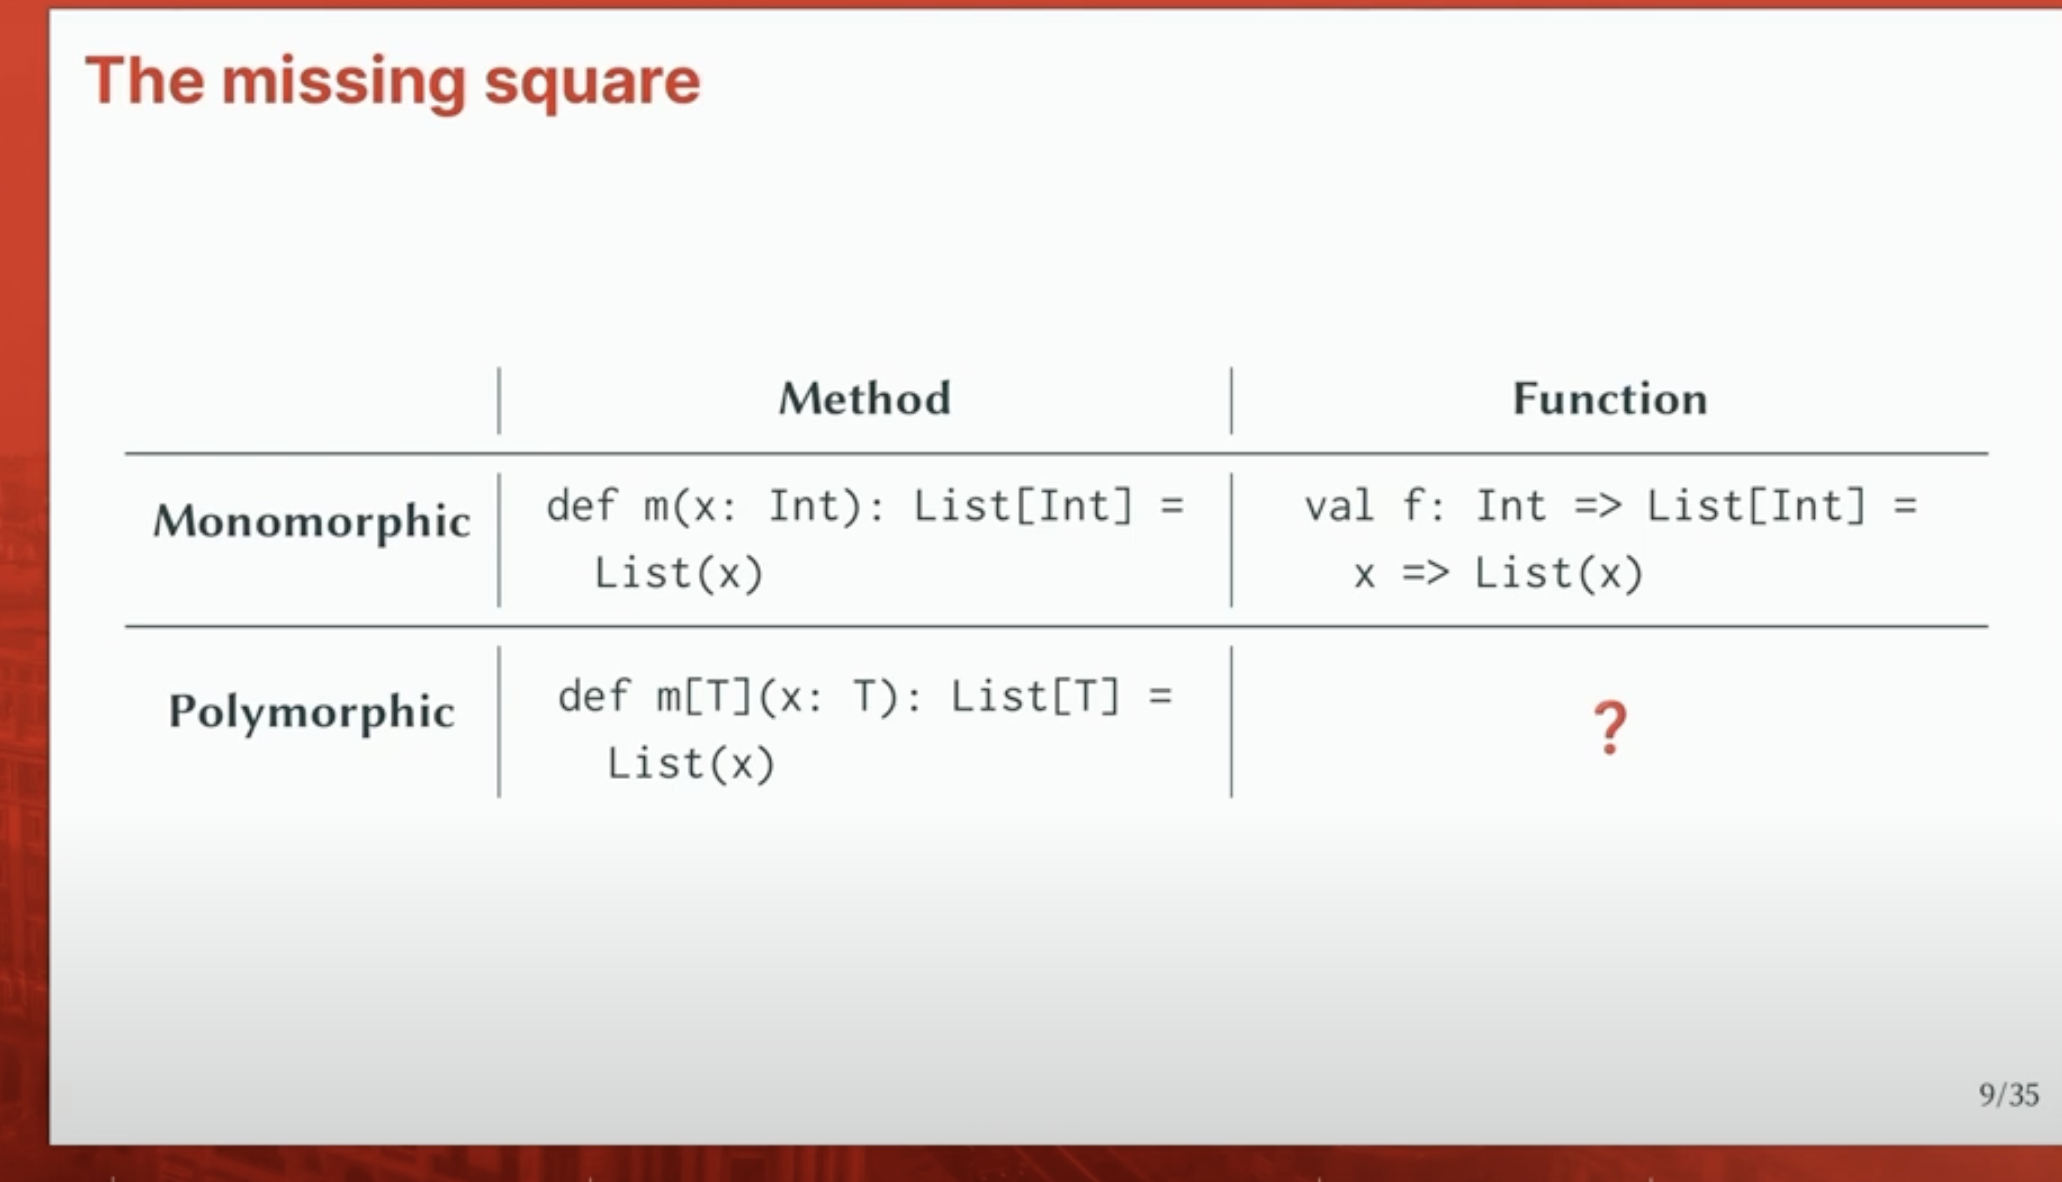 The missing square
Method
Function
Monomorphic
def m(x: Int): List[Int] =
List(x)
val f: Int => List[Int] =
x => List(x)
Polymorphic
def m[T](x: T): List[T] =
List(x)
?
9/35